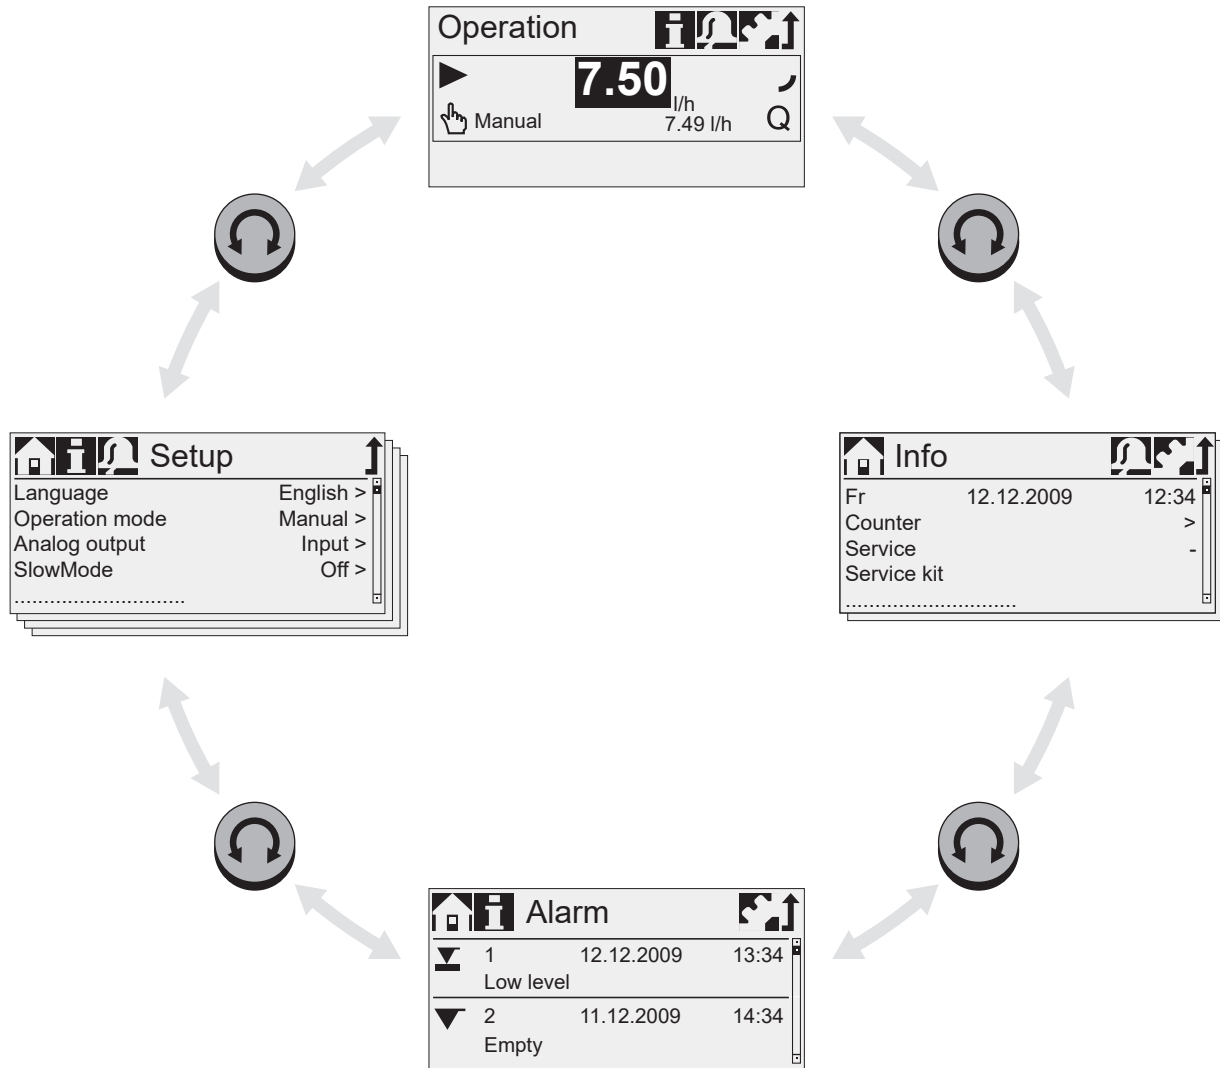 Operation
7.50
l/h
Manual 7.49 l/h Q
Setup
Language English >
Operation mode Manual >
Analog output Input >
SlowMode Off >
.............................
Info
Fr 12.12.2009 12:34
Counter >
Service -
Service kit
.............................
Alarm
1 12.12.2009 13:34
Low level
2 11.12.2009 14:34
Empty